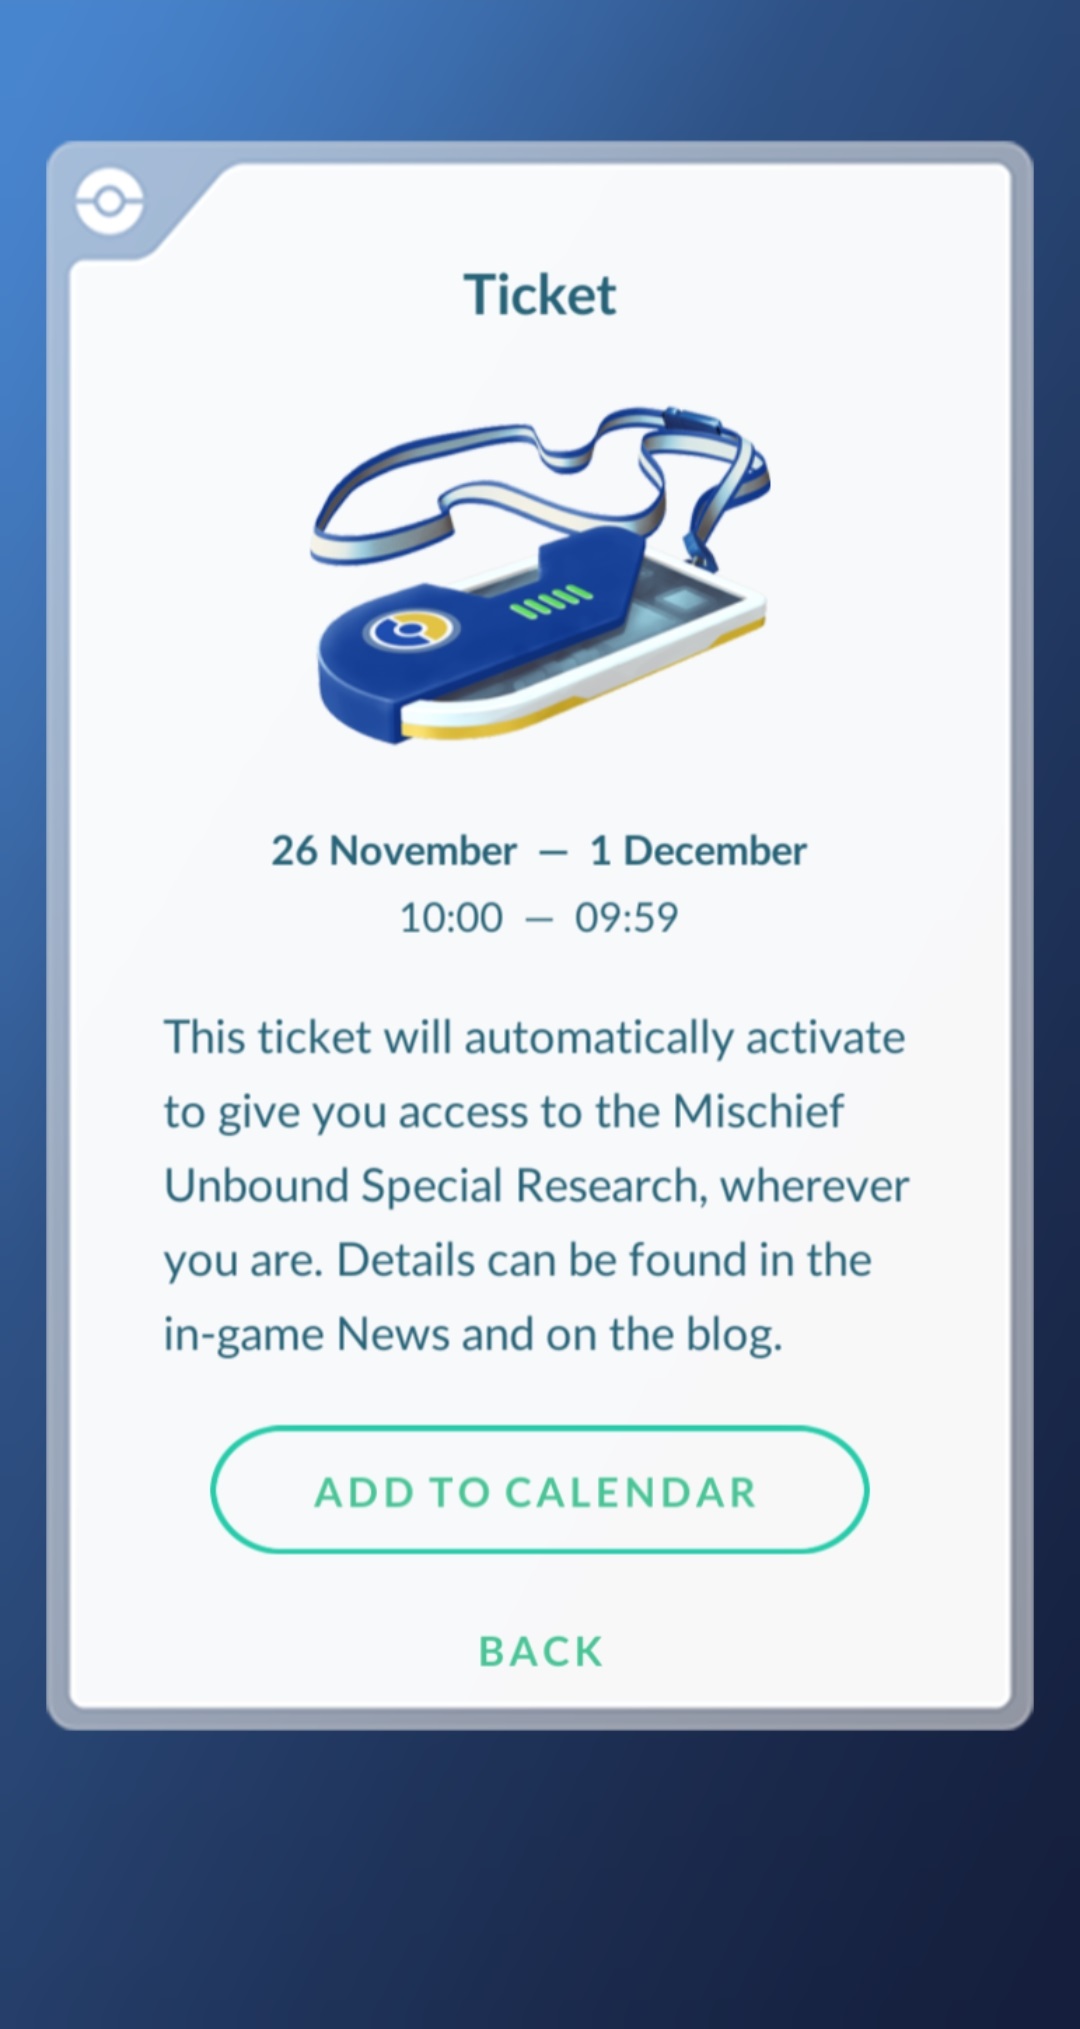 Ticket
26 November — 1 December
10:00 — 09:59
This ticket will automatically activate
to give you access to the Mischief
Unbound Special Research, wherever
you are. Details can be found in the
in-game News and on the blog.
ADD TO CALENDAR
BACK